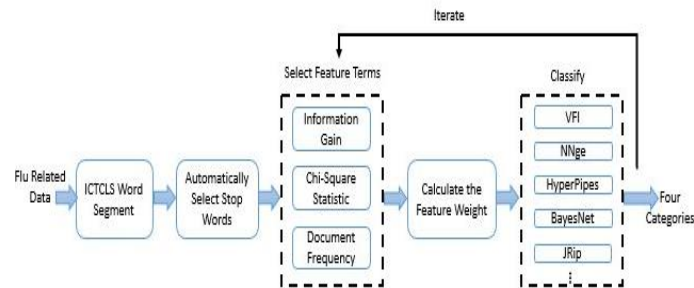 Iterate
Select Feature Terms
Classify
Flu Related
Data
ICTCLS Word
Segment
Automatically
Select Stop
Words
Information
Gain
Chi-Square
Statistic
Document
Frequency
Calculate the
Feature Weight
VFI
NNge
HyperPipes
BayesNet
JRip
⋮
Four
Categories